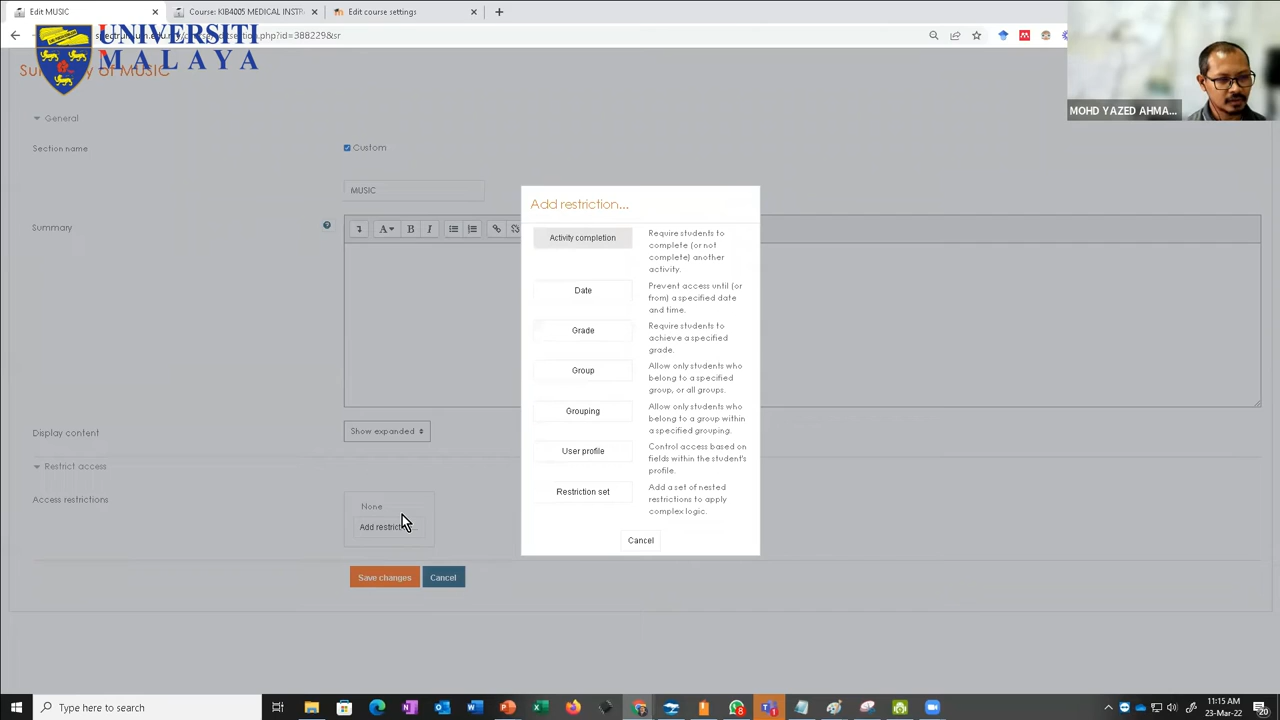 Edit MUSIC
Course: KIB4005 MEDICAL INSTR
Edit course settings
UNIVERSITI
MALAYA
MOHD YAZED AHMA...
General
Section name
Custom
MUSIC
Summary
Display content
Show expanded
Restrict access
Access restrictions
None
Save changes
Cancel
Add restriction...
Activity completion
Require students to
complete (or not
complete) another
activity.
Date
Prevent access until (or
from) a specified date
and time.
Grade
Require students to
achieve a specified
grade.
Group
Allow only students who
belong to a specified
group, or all groups.
Grouping
Allow only students who
belong to a group within
a specified grouping.
User profile
Control access based on
fields within the student's
profile.
Restriction set
Add a set of nested
restrictions to apply
complex logic.
Cancel
Type here to search
11:15 AM
23-Mar-22